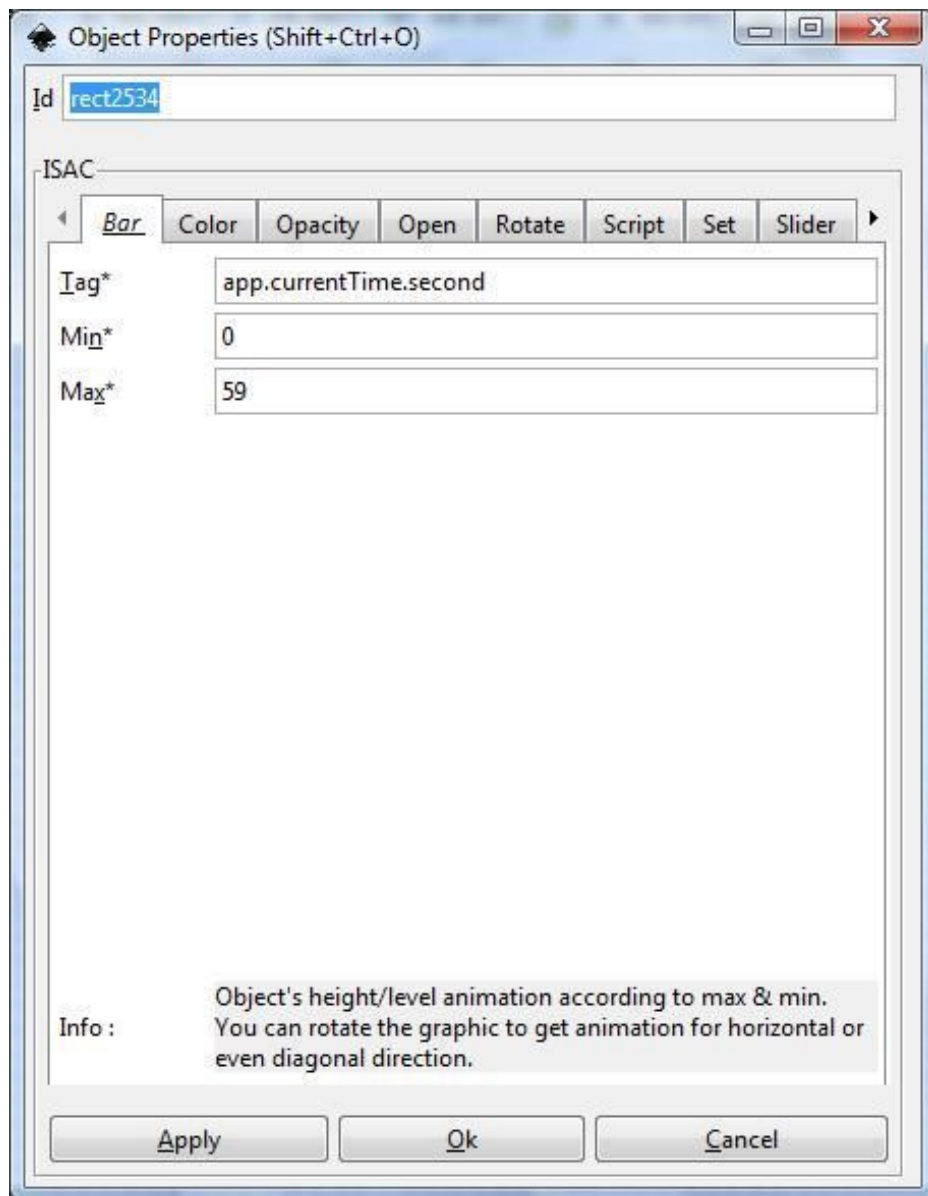 Object Properties (Shift+Ctrl+O)
Id rect2534
ISAC
Bar Color Opacity Open Rotate Script Set Slider
Tag* app.currentTime.second
Min* 0
Max* 59
Info : Object's height/level animation according to max & min.
You can rotate the graphic to get animation for horizontal or
even diagonal direction.
Apply Ok Cancel